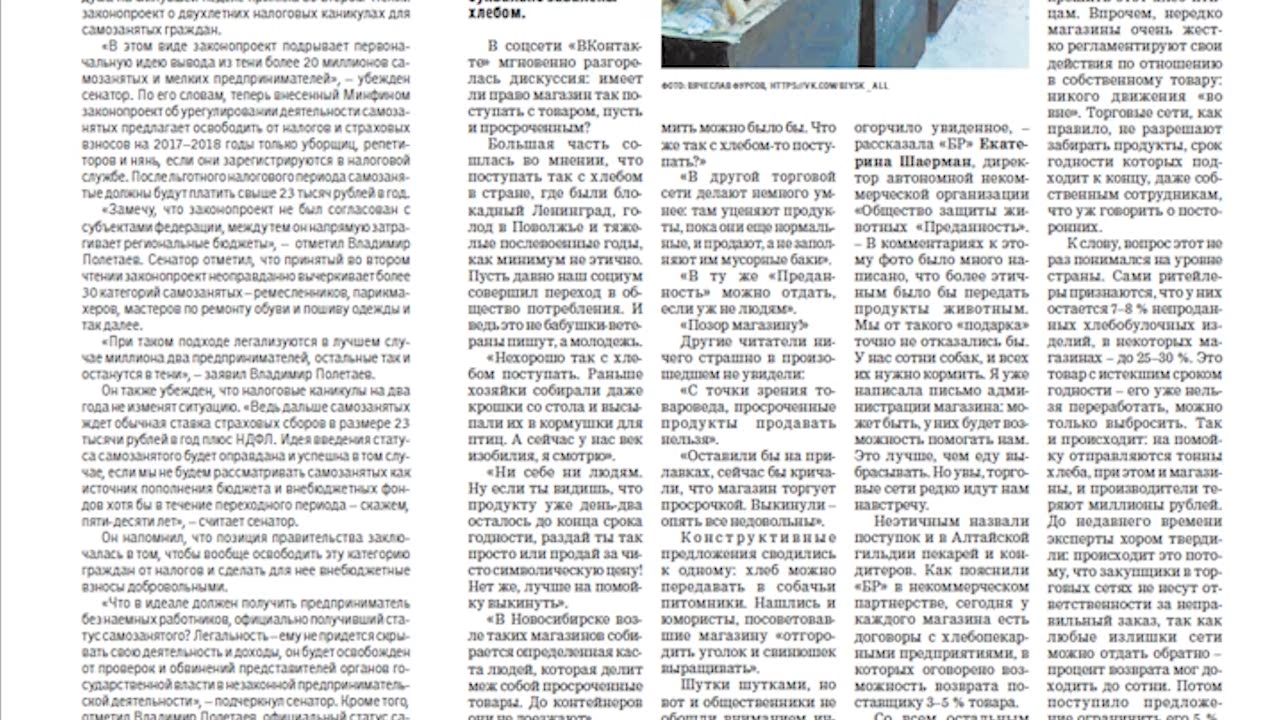 законопроект о двухлетних налоговых каникулах для
самозанятых граждан.
«В этом виде законопроект подрывает первона-
чальную идею вывода из тени более 20 миллионов са-
мозанятых и мелких предпринимателей», – убежден
сенатор. По его словам, теперь внесенный Минфином
законопроект об урегулировании деятельности самоза-
нятых предлагает освободить от налогов и страховых
взносов на 2017–2018 годы только уборщиц, репети-
торов и нянь, если они зарегистрируются в налоговой
службе. После льготного налогового периода самозаня-
тые должны будут платить свыше 23 тысяч рублей в год.
«Замечу, что законопроект не был согласован с
субъектами федерации, между тем он напрямую затра-
гивает региональные бюджеты», – отметил Владимир
Полетаев. Сенатор отметил, что принятый во втором
чтении законопроект неоправданно вычеркивает более
30 категорий самозанятых – ремесленников, парикма-
херов, мастеров по ремонту обуви и пошиву одежды и
так далее.
«При таком подходе легализуются в лучшем слу-
чае миллиона два предпринимателей, остальные так и
останутся в тени», – заявил Владимир Полетаев.
Он также убежден, что налоговые каникулы на два
года не изменят ситуацию. «Ведь дальше самозанятых
ждет обычная ставка страховых сборов в размере 23
тысячи рублей в год плюс НДФЛ. Идея введения стату-
са самозанятого будет оправдана и успешна в том слу-
чае, если мы не будем рассматривать самозанятых как
источник пополнения бюджета и внебюджетных фон-
дов хотя бы в течение переходного периода – скажем,
пяти-десяти лет», – считает сенатор.
Он напомнил, что позиция правительства заклю-
чалась в том, чтобы вообще освободить эту категорию
граждан от налогов и сделать для нее внебюджетные
взносы добровольными.
«Что в идеале должен получить предприниматель
без наемных работников, официально получивший ста-
тус самозанятого? Легальность – ему не придется скры-
вать свою деятельность и доходы, он будет освобожден
от проверок и обвинений представителей органов го-
сударственной власти в незаконной предприниматель-
ской деятельности», – подчеркнул сенатор. Кроме того,
отметил Владимир Полетаев, официальный статус са-
хлебом.
В соцсети «ВКонтак-
те» мгновенно разгоре-
лась дискуссия: имеет
ли право магазин так по-
ступать с товаром, пусть
и просроченным?
Большая часть со-
шлась во мнении, что
поступать так с хлебом
в стране, где были бло-
кадный Ленинград, го-
лод в Поволжье и тяже-
лые послевоенные годы,
как минимум не этично.
Пусть давно наш социум
совершил переход в об-
щество потребления. И
ведь это не бабушки-вете-
раны пишут, а молодежь.
«Нехорошо так с хле-
бом поступать. Раньше
хозяйки собирали даже
крошки со стола и высы-
пали их в кормушки для
птиц. А сейчас у нас век
изобилия, я смотрю».
«Ни себе ни людям.
Ну если ты видишь, что
продукту уже день-два
осталось до конца срока
годности, раздай ты так
просто или продай за чи-
сто символическую цену!
Нет же, лучше на помой-
ку выкинуть».
«В Новосибирске воз-
ле таких магазинов соби-
рается определенная кас-
та людей, которая делит
меж собой просроченные
товары. До контейнеров
они не доезжают».
ФОТО: ВЯЧЕСЛАВ ФУРСОВ, HTTPS://VK.COM/BIYSK_ALL
мить можно было бы. Что
же так с хлебом-то посту-
пать?»
«В другой торговой
сети делают немного ум-
нее: там уценяют продук-
ты, пока они еще нормаль-
ные, и продают, а не запол-
няют им мусорные баки».
«В ту же «Предан-
ность» можно отдать,
если уж не людям».
«Позор магазину!»
Другие читатели ни-
чего страшно в произо-
шедшем не увидели:
«С точки зрения то-
вароведа, просроченные
продукты продавать
нельзя».
«Оставили бы на при-
лавках, сейчас бы крича-
ли, что магазин торгует
просрочкой. Выкинули –
опять все недовольны».
Конструктивные
предложения сводились
к одному: хлеб можно
передавать в собачьи
питомники. Нашлись и
юмористы, посоветовав-
шие магазину «отгоро-
дить уголок и свинюшек
выращивать».
Шутки шутками, но
вот и общественники не
обошли вниманием ин-
огорчило увиденное, –
рассказала «БР» Екате-
рина Шаерман, дирек-
тор автономной неком-
мерческой организации
«Общество защиты жи-
вотных «Преданность».
– В комментариях к это-
му фото было много на-
писано, что более этич-
ным было бы передать
продукты животным.
Мы от такого «подарка»
точно не отказались бы.
У нас сотни собак, и всех
их нужно кормить. Я уже
написала письмо адми-
нистрации магазина: мо-
жет быть, у них будет воз-
можность помогать нам.
Это лучше, чем еду вы-
брасывать. Но увы, торго-
вые сети редко идут нам
навстречу.
Неэтичным назвали
поступок и в Алтайской
гильдии пекарей и кон-
дитеров. Как пояснили
«БР» в некоммерческом
партнерстве, сегодня у
каждого магазина есть
договоры с хлебопекар-
ными предприятиями, в
которых оговорено воз-
можность возврата по-
ставщику 3–5 % товара.
Со всем остальным
цам. Впрочем, нередко
магазины очень жест-
ко регламентируют свои
действия по отношению
в собственному товару:
никого движения «во
вне». Торговые сети, как
правило, не разрешают
забирать продукты, срок
годности которых под-
ходит к концу, даже соб-
ственным сотрудникам,
что уж говорить о посто-
ронних.
К слову, вопрос этот не
раз понимался на уровне
страны. Сами ритейле-
ры признаются, что у них
остается 7–8 % непродан-
ных хлебобулочных из-
делий, в некоторых ма-
газинах – до 25–30 %. Это
товар с истекшим сроком
годности – его уже нель-
зя переработать, можно
только выбросить. Так
и происходит: на помой-
ку отправляются тонны
хлеба, при этом и магази-
ны, и производители те-
ряют миллионы рублей.
До недавнего времени
эксперты хором тверди-
ли: происходит это пото-
му, что закупщики в тор-
говых сетях не несут от-
ветственности за непра-
вильный заказ, так как
любые излишки сети
можно отдать обратно –
процент возврата мог до-
ходить до сотни. Потом
поступило предложе-